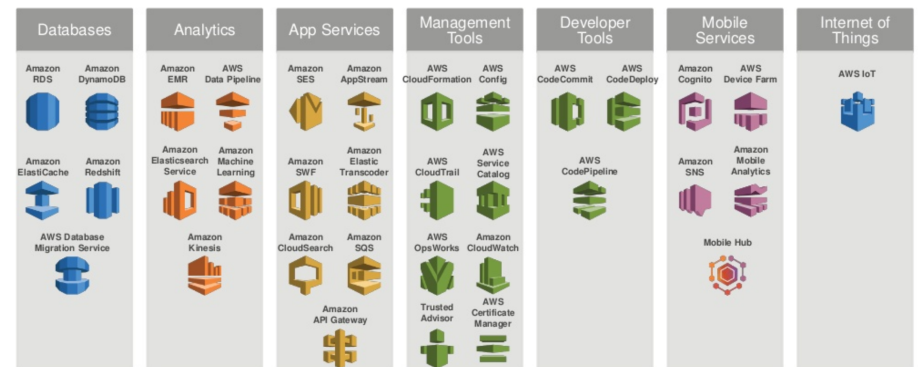 Databases
Amazon
RDS
Amazon
DynamoDB
Amazon
ElastiCache
Amazon
Redshift
AWS Database
Migration Service
Analytics
Amazon
EMR
AWS
Data Pipeline
Amazon
Elasticsearch
Service
Amazon
Machine
Learning
Amazon
Kinesis
App Services
Amazon
SES
Amazon
AppStream
Amazon
SWF
Amazon
Elastic
Transcoder
Amazon
CloudSearch
Amazon
SQS
Amazon
API Gateway
Management
Tools
AWS
CloudFormation
AWS
Config
AWS
CloudTrail
AWS
Service
Catalog
AWS
OpsWorks
Amazon
CloudWatch
Trusted
Advisor
AWS
Certificate
Manager
Developer
Tools
AWS
CodeCommit
AWS
CodeDeploy
AWS
CodePipeline
Mobile
Services
Amazon
Cognito
AWS
Device Farm
Amazon
SNS
Amazon
Mobile
Analytics
Mobile Hub
Internet of
Things
AWS IoT